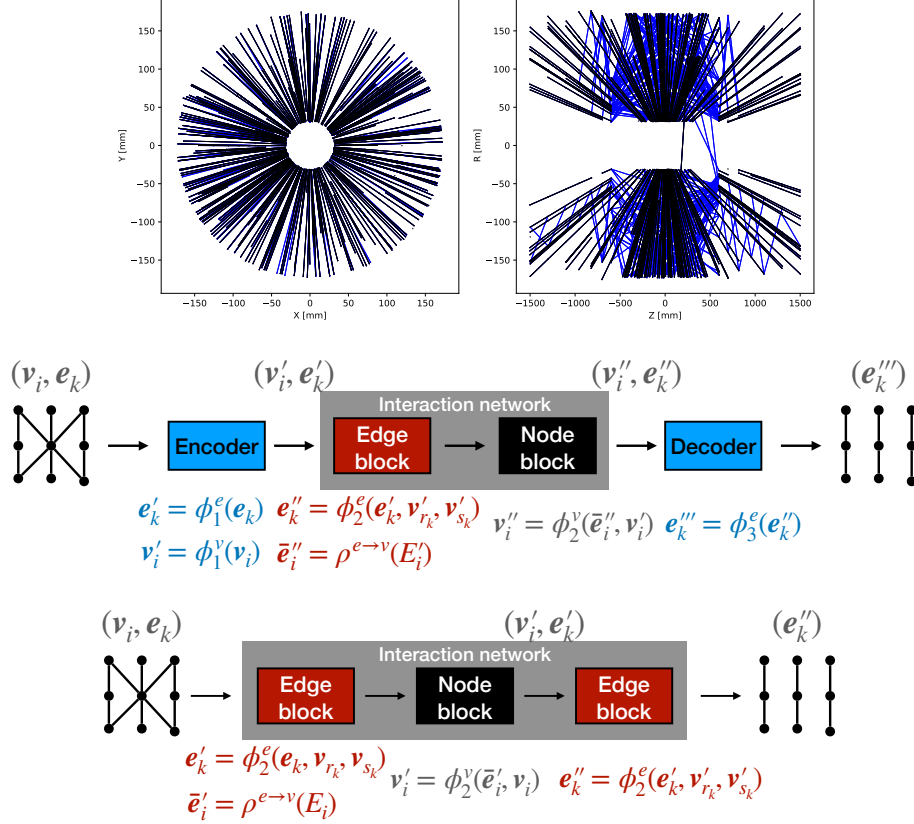 150
100
50
0
−50
−100
−150
Y [mm]
−150 −100 −50 0 50 100 150
X [mm]
150
100
50
0
−50
−100
−150
R [mm]
−1500 −1000 −500 0 500 1000 1500
Z [mm]
(v_i, e_k) (v′_i, e′_k) (v″_i, e″_k) (e‴_k)
Interaction network
Encoder Edge block Node block Decoder
e′_k = ϕ^e_1(e_k) e″_k = ϕ^e_2(e′_k, v′_{r_k}, v′_{s_k}) v″_i = ϕ^v_2(ē″_i, v′_i) e‴_k = ϕ^e_3(e″_k)
v′_i = ϕ^v_1(v_i) ē″_i = ρ^{e→v}(E′_i)
(v_i, e_k) (v′_i, e′_k) (e″_k)
Interaction network
Edge block Node block Edge block
e′_k = ϕ^e_2(e_k, v_{r_k}, v_{s_k}) v′_i = ϕ^v_2(ē′_i, v_i) e″_k = ϕ^e_2(e′_k, v′_{r_k}, v′_{s_k})
ē′_i = ρ^{e→v}(E_i)